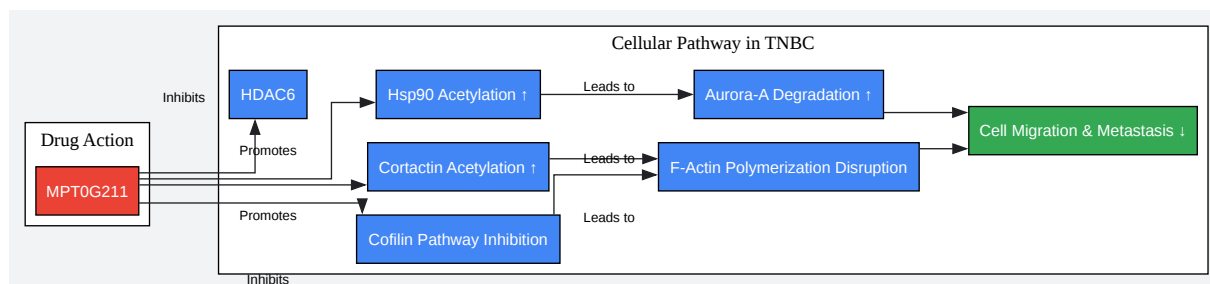 Cellular Pathway in TNBC
HDAC6
Hsp90 Acetylation ↑
Leads to
Aurora-A Degradation ↑
Inhibits
Drug Action
Cell Migration & Metastasis ↓
Promotes
Cortactin Acetylation ↑
Leads to
F-Actin Polymerization Disruption
MPT0G211
Promotes
Leads to
Cofilin Pathway Inhibition
Inhibits